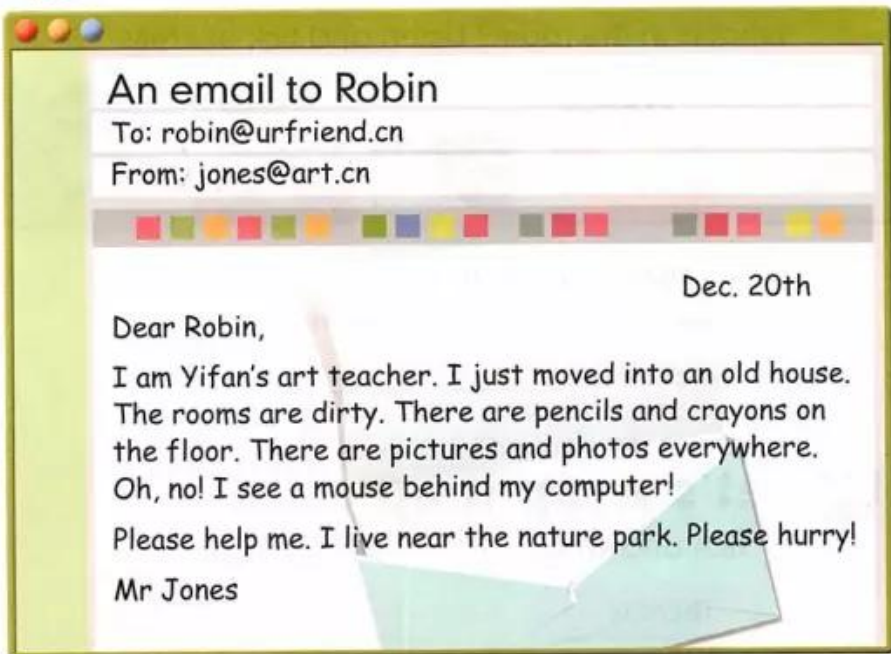 An email to Robin
To: robin@urfriend.cn
From: jones@art.cn
Dec. 20th
Dear Robin,
I am Yifan's art teacher. I just moved into an old house.
The rooms are dirty. There are pencils and crayons on
the floor. There are pictures and photos everywhere.
Oh, no! I see a mouse behind my computer!
Please help me. I live near the nature park. Please hurry!
Mr Jones